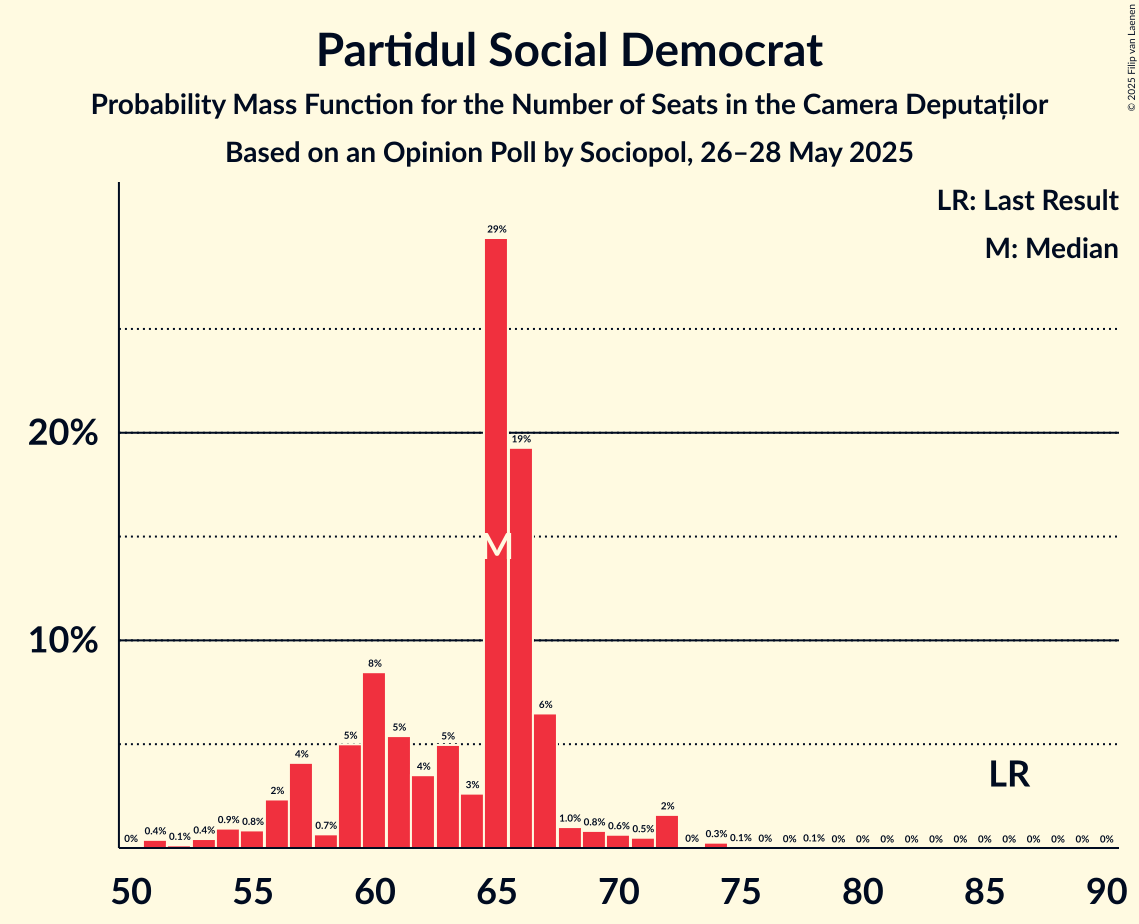 Partidul Social Democrat
Probability Mass Function for the Number of Seats in the Camera Deputaților
Based on an Opinion Poll by Sociopol, 26–28 May 2025
© 2025 Filip van Laenen
LR: Last Result
M: Median
20%
10%
0% 0.4% 0.1% 0.4% 0.9% 0.8% 2% 4% 0.7% 5% 8% 5% 4% 5% 3% 29% 19% 6% 1.0% 0.8% 0.6% 0.5% 2% 0% 0.3% 0.1% 0% 0% 0.1% 0% 0% 0% 0% 0% 0% 0% 0% 0% 0% 0% 0%
M
LR
50 55 60 65 70 75 80 85 90